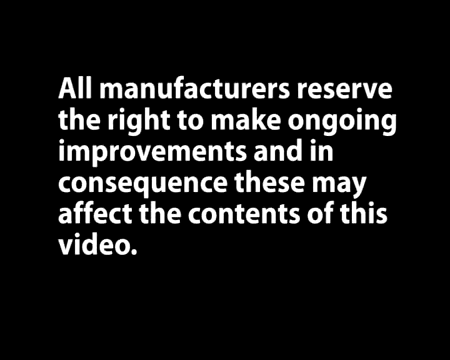 All manufacturers reserve
the right to make ongoing
improvements and in
consequence these may
affect the contents of this
video.